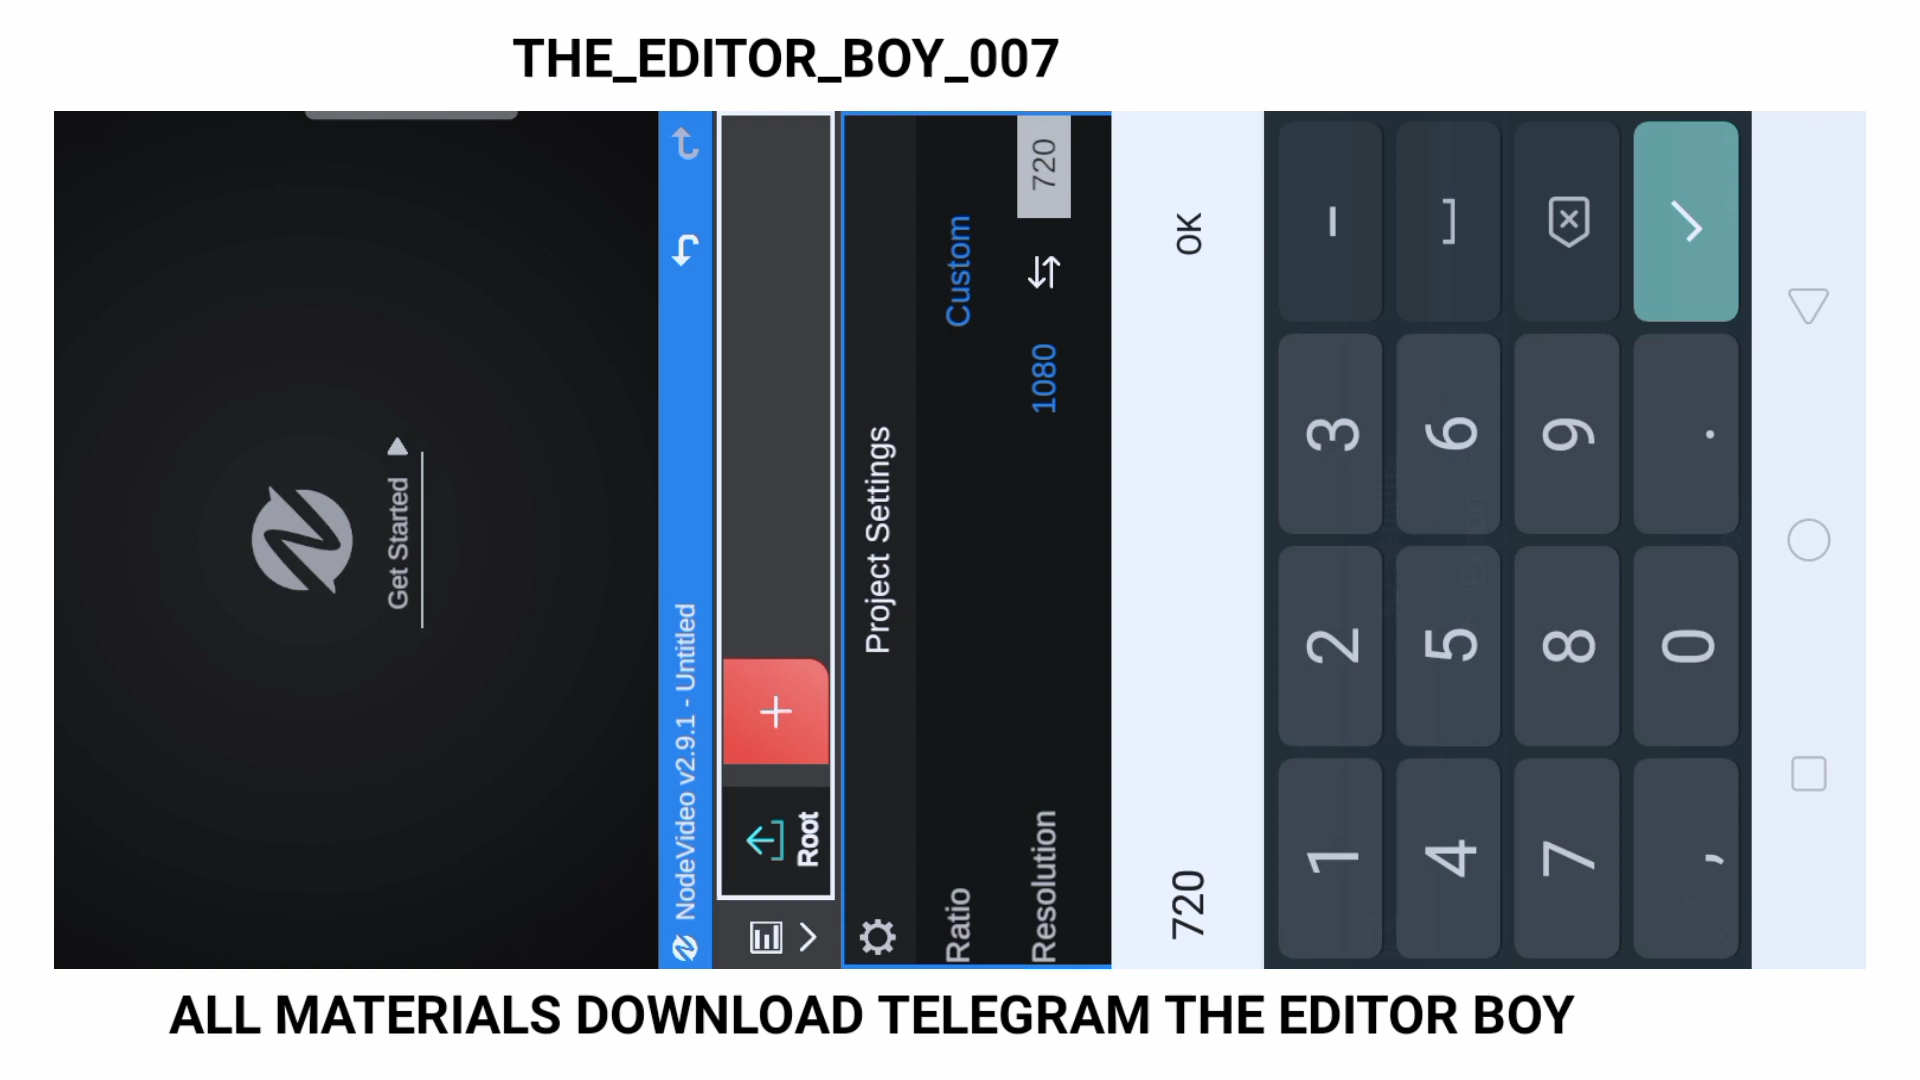 THE_EDITOR_BOY_007
Get Started
NodeVideo v2.9.1 - Untitled
Root
Project Settings
Ratio
Custom
Resolution
1080
720
720
OK
1 2 3 -
4 5 6
7 8 9
, 0 .
ALL MATERIALS DOWNLOAD TELEGRAM THE EDITOR BOY